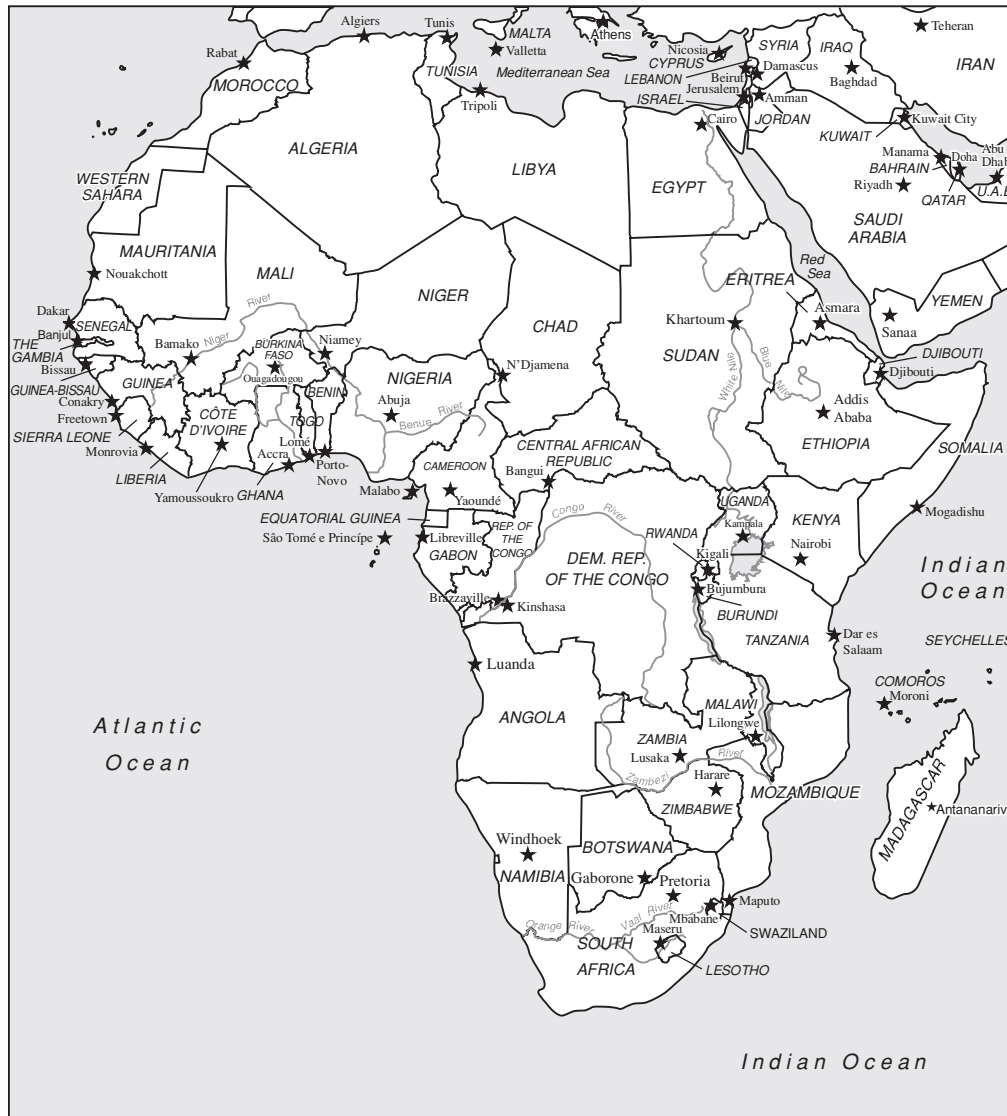 Algiers
Tunis
MALTA
Valletta
Athens
Nicosia
CYPRUS
SYRIA
IRAQ
Teheran
IRAN
Rabat
MOROCCO
TUNISIA
Mediterranean Sea
LEBANON
Beirut
Damascus
Baghdad
Jerusalem
ISRAEL
Amman
JORDAN
Tripoli
Cairo
KUWAIT
Kuwait City
ALGERIA
LIBYA
EGYPT
Manama
BAHRAIN
Doha
Abu
Dhab
Riyadh
QATAR
U.A.E
WESTERN
SAHARA
SAUDI
ARABIA
MAURITANIA
Nouakchott
MALI
NIGER
CHAD
Red
Sea
ERITREA
YEMEN
Dakar
SENEGAL
Niger
River
Khartoum
Asmara
Sanaa
Banjul
THE
GAMBIA
Bamako
BURKINA
FASO
Niamey
SUDAN
Bissau
GUINEA-BISSAU
GUINEA
Ouagadougou
NIGERIA
N'Djamena
White Nile
Blue
Nile
DJIBOUTI
Djibouti
Conakry
Freetown
SIERRA LEONE
CÔTE
D'IVOIRE
BENIN
TOGO
Abuja
Benue
River
Addis
Ababa
ETHIOPIA
SOMALIA
Monrovia
LIBERIA
Yamoussoukro
Lomé
Accra
GHANA
Porto-
Novo
CENTRAL AFRICAN
REPUBLIC
CAMEROON
Bangui
Malabo
Yaoundé
EQUATORIAL GUINEA
Sâo Tomé e Princípe
Libreville
GABON
REP. OF
THE
CONGO
Congo
River
UGANDA
Kampala
KENYA
Nairobi
Mogadishu
RWANDA
Kigali
DEM. REP.
OF THE CONGO
Indian
Ocean
Brazzaville
Kinshasa
Bujumbura
BURUNDI
TANZANIA
Dar es
Salaam
SEYCHELLES
Luanda
COMOROS
Moroni
Atlantic
Ocean
ANGOLA
MALAWI
Lilongwe
ZAMBIA
Lusaka
Zambezi
River
Harare
MOZAMBIQUE
ZIMBABWE
MADAGASCAR
Antananariv
Windhoek
NAMIBIA
BOTSWANA
Gaborone
Pretoria
Maputo
Mbabane
SWAZILAND
Orange River
Vaal River
Maseru
SOUTH
AFRICA
LESOTHO
Indian Ocean